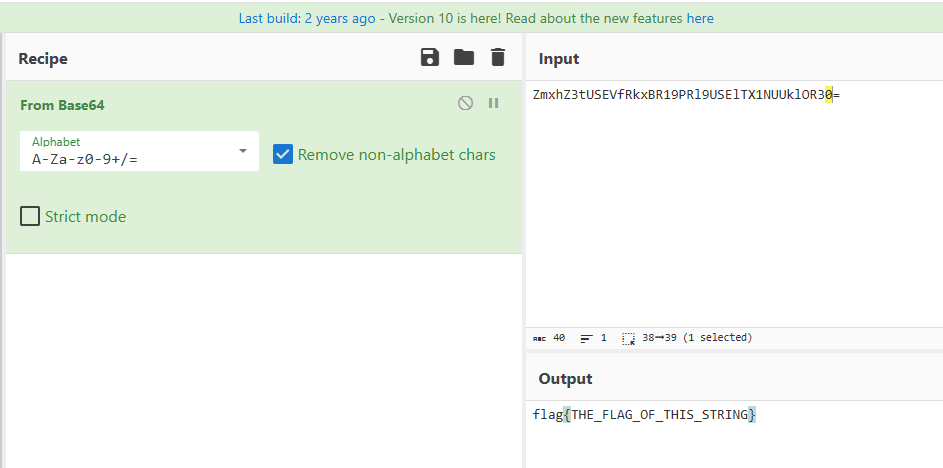 Last build: 2 years ago - Version 10 is here! Read about the new features here
Recipe
From Base64
Alphabet
A-Za-z0-9+/=
Remove non-alphabet chars
Strict mode
Input
ZmxhZ3tUSEVfRkxBR19PRl9USElTX1NUUklOR30=
ABC 40 1 38→39 (1 selected)
Output
flag{THE_FLAG_OF_THIS_STRING}